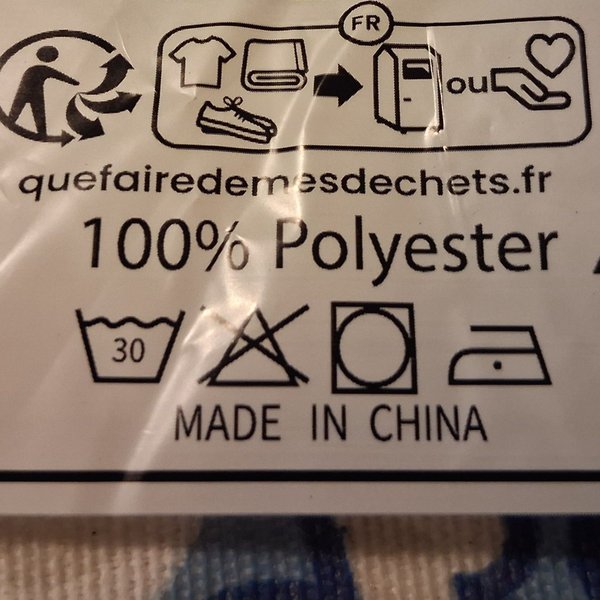 FR
ou
quefairedemesdechets.fr
100% Polyester
30
MADE IN CHINA